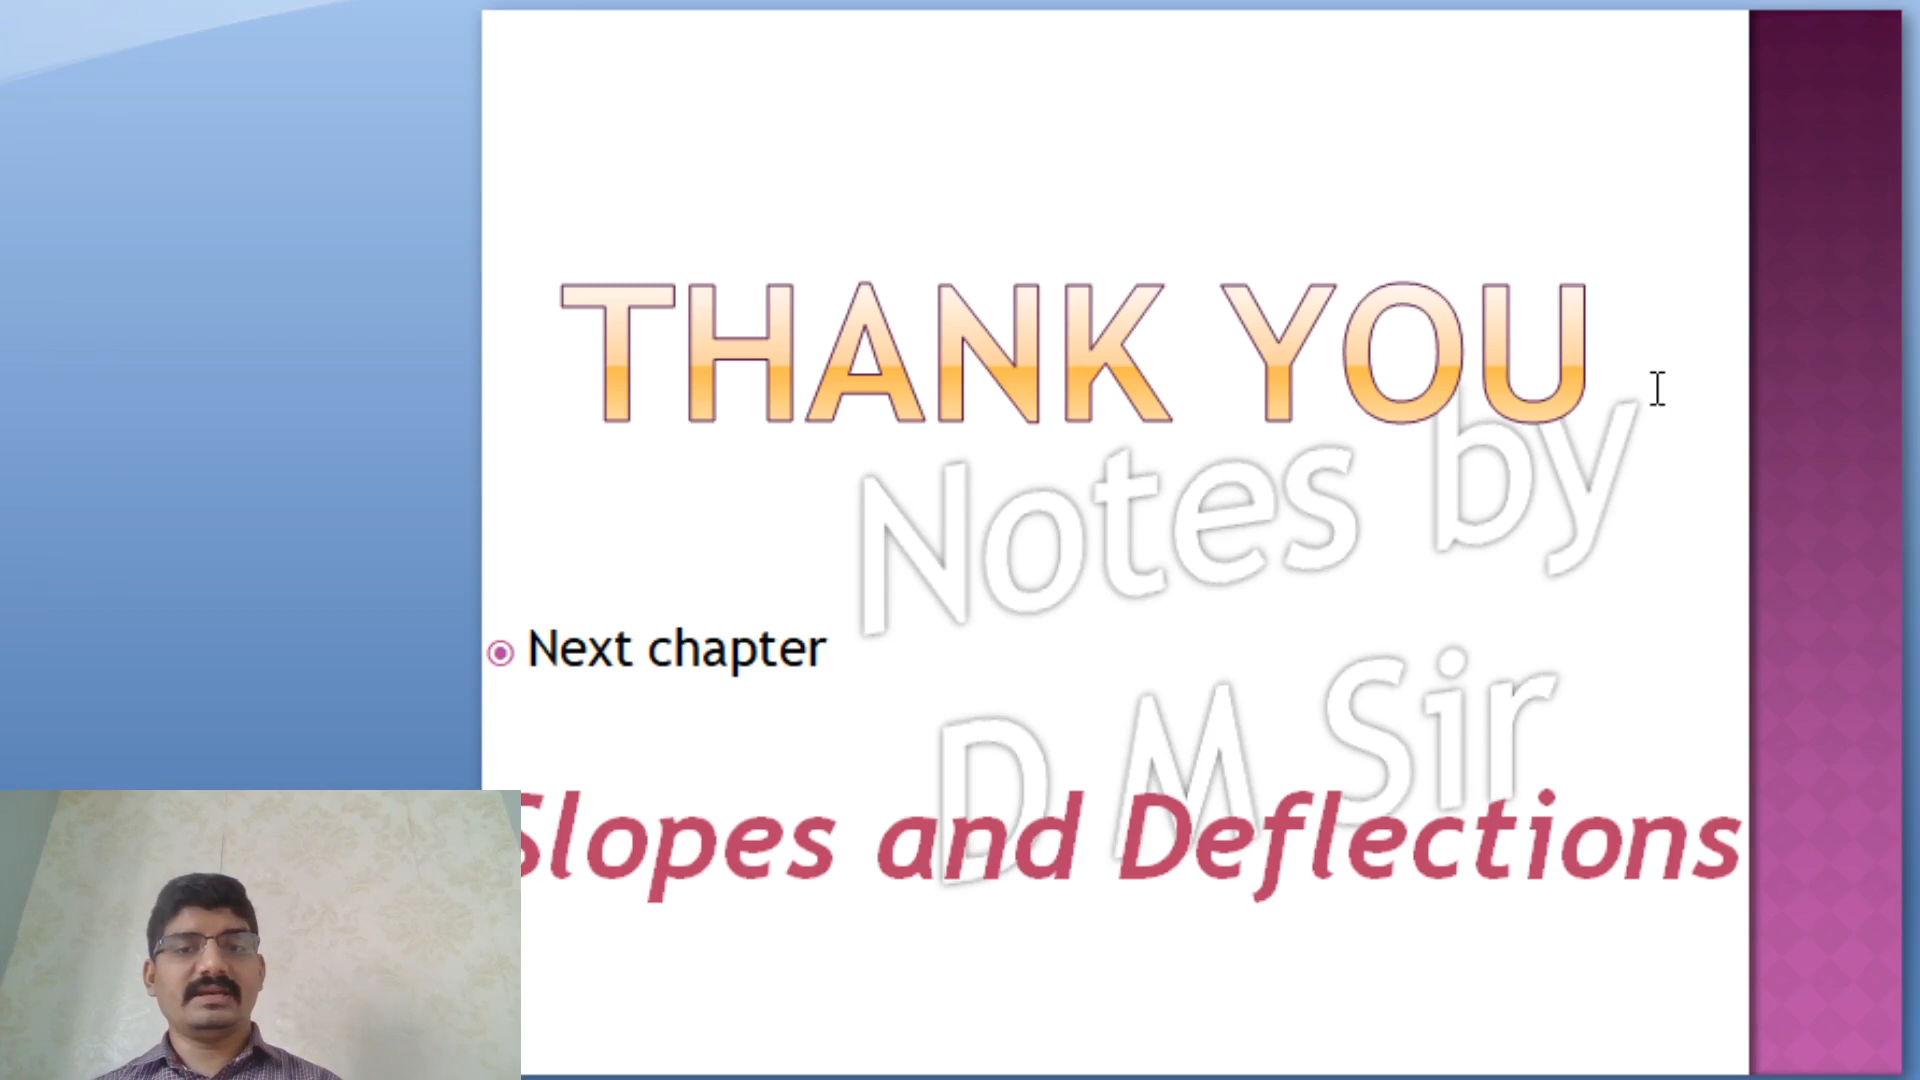 THANK YOU
Notes by
Next chapter
D M Sir
Slopes and Deflections